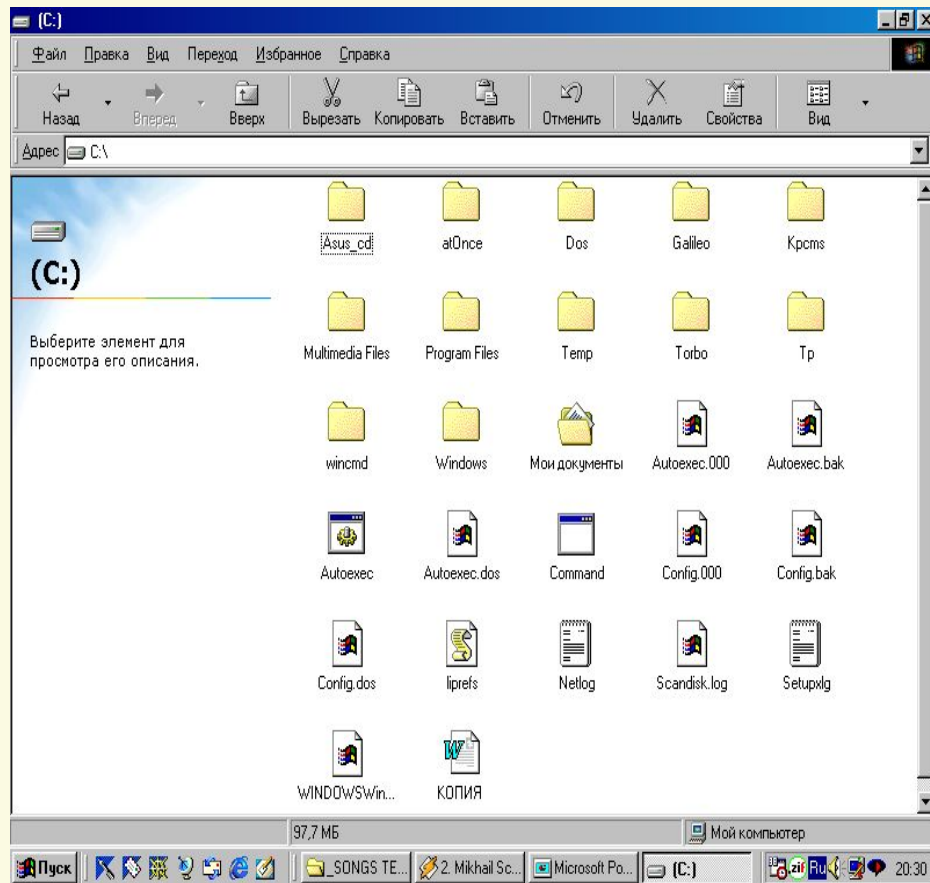 (C:)
Файл Правка Вид Переход Избранное Справка
Назад Вперед Вверх Вырезать Копировать Вставить Отменить Удалить Свойства Вид
Адрес C:\
(C:)
Выберите элемент для
просмотра его описания.
Asus_cd atOnce Dos Galileo Kpcms
Multimedia Files Program Files Temp Torbo Tp
wincmd Windows Мои документы Autoexec.000 Autoexec.bak
Autoexec Autoexec.dos Command Config.000 Config.bak
Config.dos liprefs Netlog Scandisk.log Setupxlg
WINDOWSWin... КОПИЯ
97,7 МБ Мой компьютер
Пуск _SONGS TE... 2. Mikhail Sc... Microsoft Po... (C:) .zif Ru 20:30